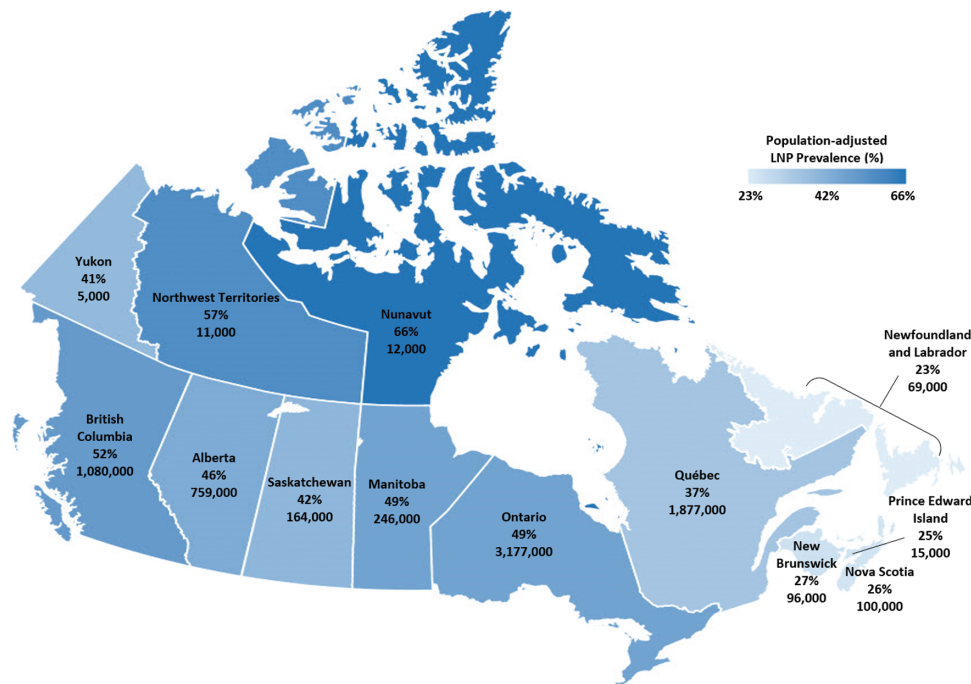 Population-adjusted
LNP Prevalence (%)
23%
42%
66%
Yukon
41%
5,000
Northwest Territories
57%
11,000
Nunavut
66%
12,000
Newfoundland
and Labrador
23%
69,000
British
Columbia
52%
1,080,000
Alberta
46%
759,000
Saskatchewan
42%
164,000
Manitoba
49%
246,000
Ontario
49%
3,177,000
Québec
37%
1,877,000
Prince Edward
Island
25%
15,000
New
Brunswick
27%
96,000
Nova Scotia
26%
100,000